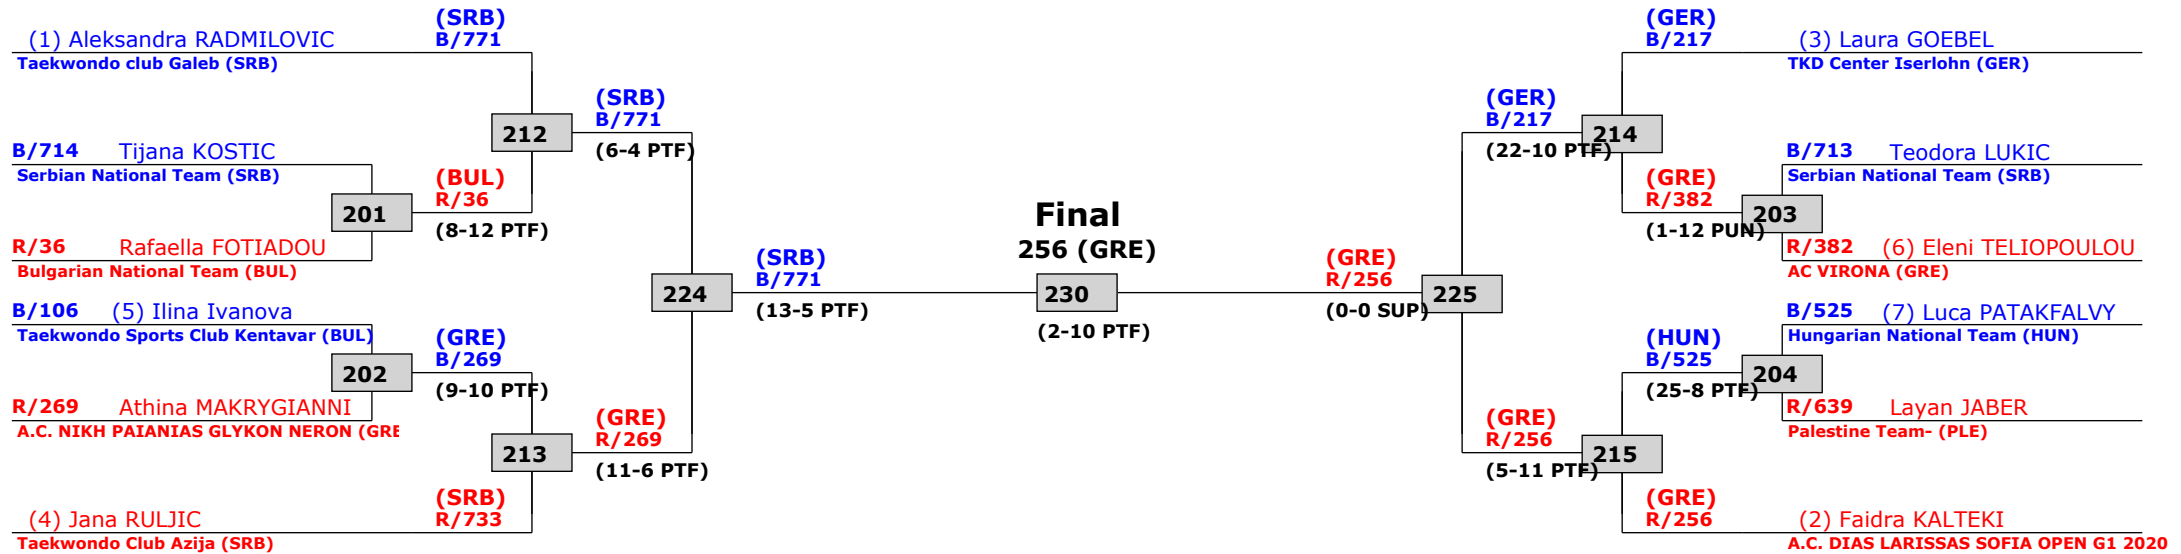 (1) Aleksandra RADMILOVIC
Taekwondo club Galeb (SRB)
(SRB)
B/771
B/714 Tijana KOSTIC
Serbian National Team (SRB)
201
R/36 Rafaella FOTIADOU
Bulgarian National Team (BUL)
(BUL)
R/36
(8-12 PTF)
212
(SRB)
B/771
(6-4 PTF)
B/106 (5) Ilina Ivanova
Taekwondo Sports Club Kentavar (BUL)
202
R/269 Athina MAKRYGIANNI
A.C. NIKH PAIANIAS GLYKON NERON (GRE
(GRE)
B/269
(9-10 PTF)
213
(GRE)
R/269
(11-6 PTF)
(4) Jana RULJIC
Taekwondo Club Azija (SRB)
(SRB)
R/733
224
(SRB)
B/771
(13-5 PTF)
Final
256 (GRE)
230
(2-10 PTF)
(GRE)
R/256
(0-0 SUP)
225
(GER)
B/217
(22-10 PTF)
214
(GER)
B/217
(3) Laura GOEBEL
TKD Center Iserlohn (GER)
(GRE)
R/382
(1-12 PUN)
203
B/713 Teodora LUKIC
Serbian National Team (SRB)
R/382 (6) Eleni TELIOPOULOU
AC VIRONA (GRE)
(GRE)
R/256
(5-11 PTF)
215
(HUN)
B/525
(25-8 PTF)
204
B/525 (7) Luca PATAKFALVY
Hungarian National Team (HUN)
R/639 Layan JABER
Palestine Team- (PLE)
(GRE)
R/256
(2) Faidra KALTEKI
A.C. DIAS LARISSAS SOFIA OPEN G1 2020